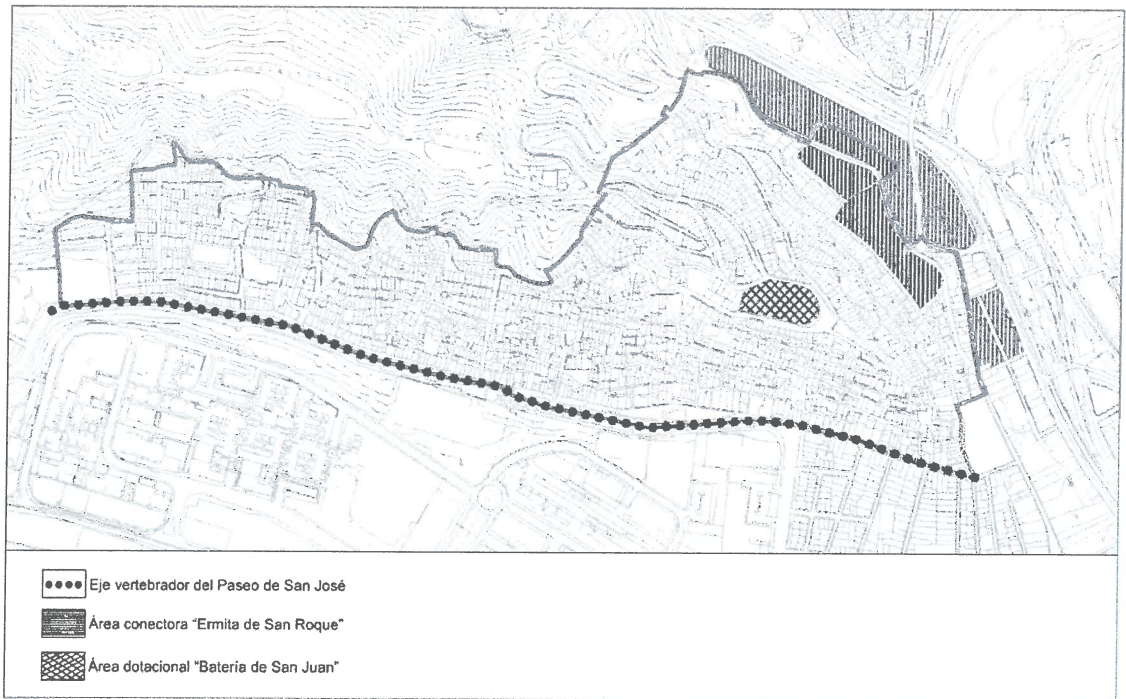 Eje vertebrador del Paseo de San José
Área conectora "Ermita de San Roque"
Área dotacional "Batería de San Juan"